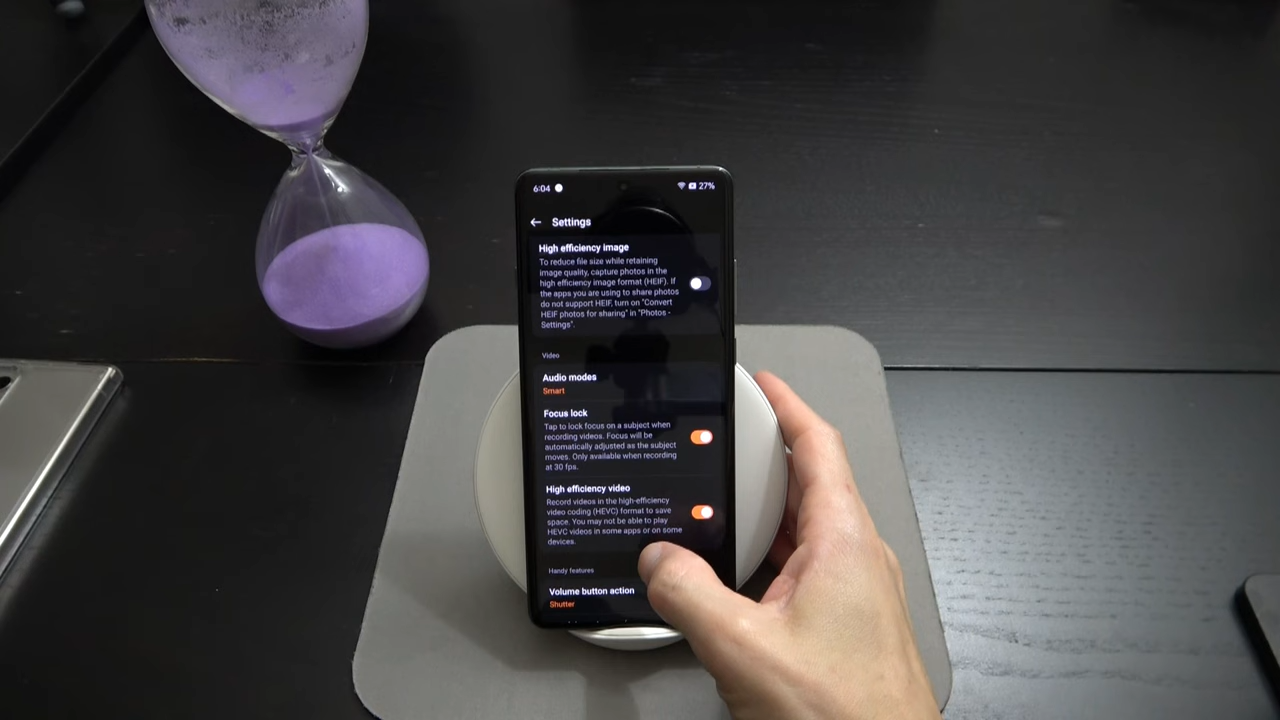 6:04 27%
Settings
High efficiency image
To reduce file size while retaining
image quality, capture photos in the
high efficiency image format (HEIF). If
the apps you are using to share photos
do not support HEIF, turn on "Convert
HEIF photos for sharing" in "Photos -
Settings".
Video
Audio modes
Smart
Focus lock
Tap to lock focus on a subject when
recording videos. Focus will be
automatically adjusted as the subject
moves. Only available when recording
at 30 fps.
High efficiency video
Record videos in the high-efficiency
video coding (HEVC) format to save
space. You may not be able to play
HEVC videos in some apps or on some
devices.
Handy features
Volume button action
Shutter